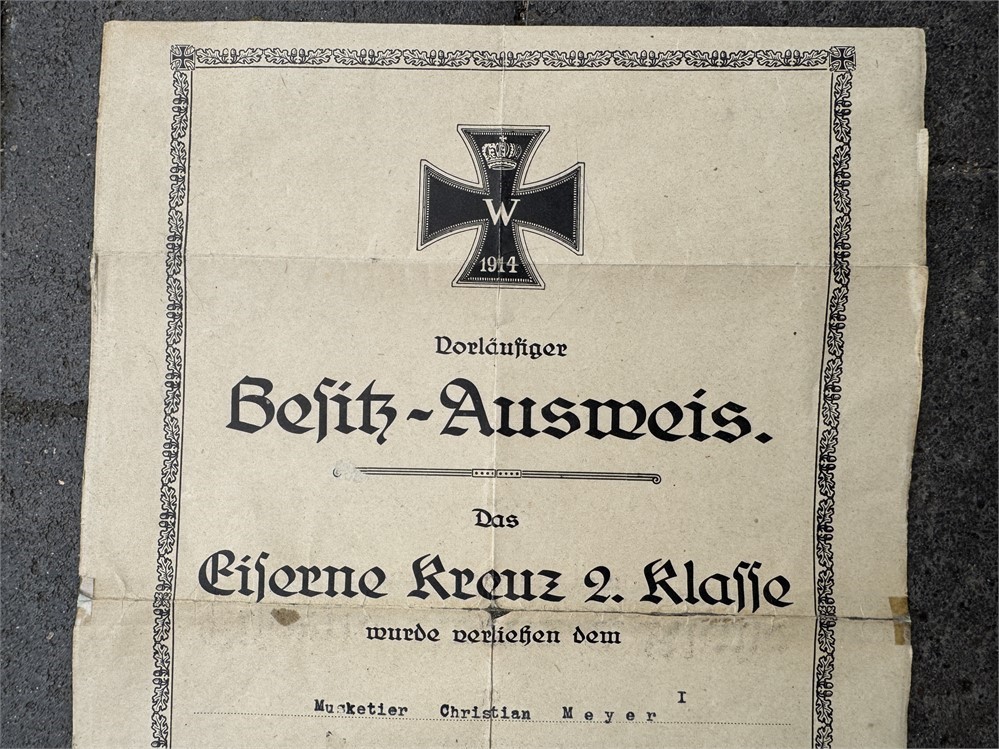 W
1914
Vorläufiger
Besitz-Ausweis.
Das
Eiserne Kreuz 2. Klasse
wurde verliehen dem
Musketier Christian Meyer I